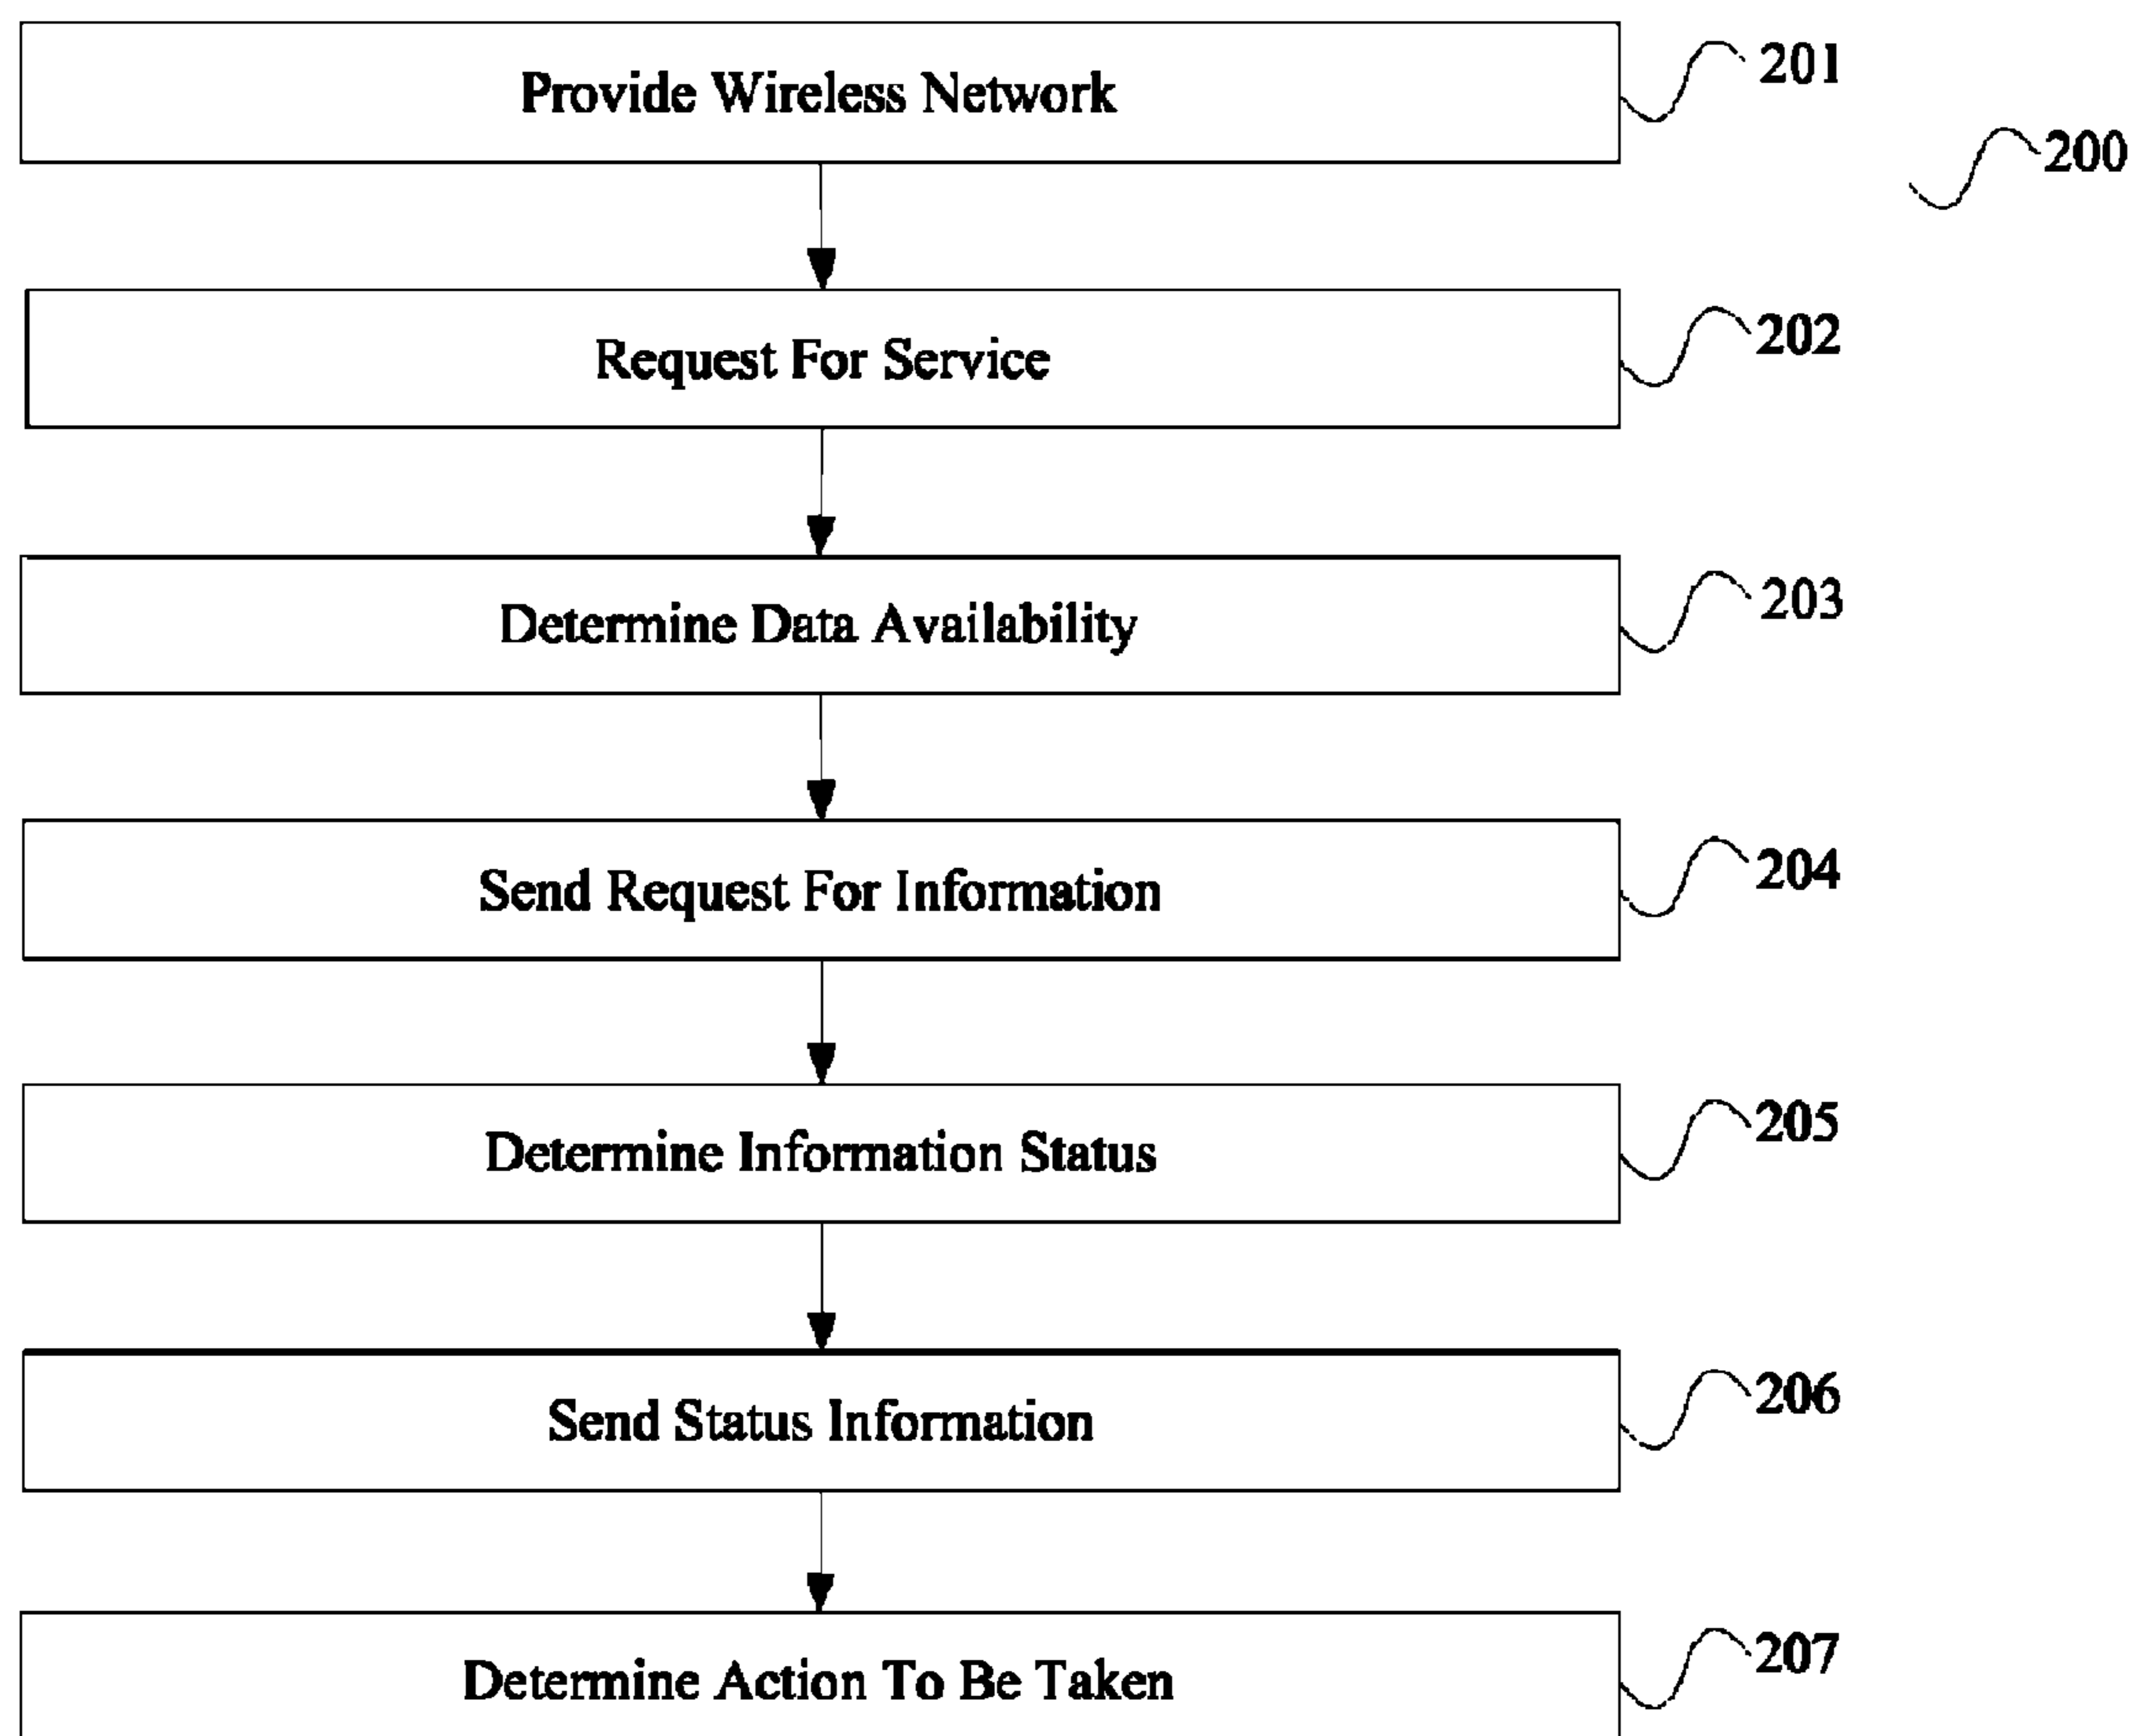 Provide Wireless Network
201
200
Request For Service
202
Determine Data Availability
203
Send Request For Information
204
Determine Information Status
205
Send Status Information
206
Determine Action To Be Taken
207